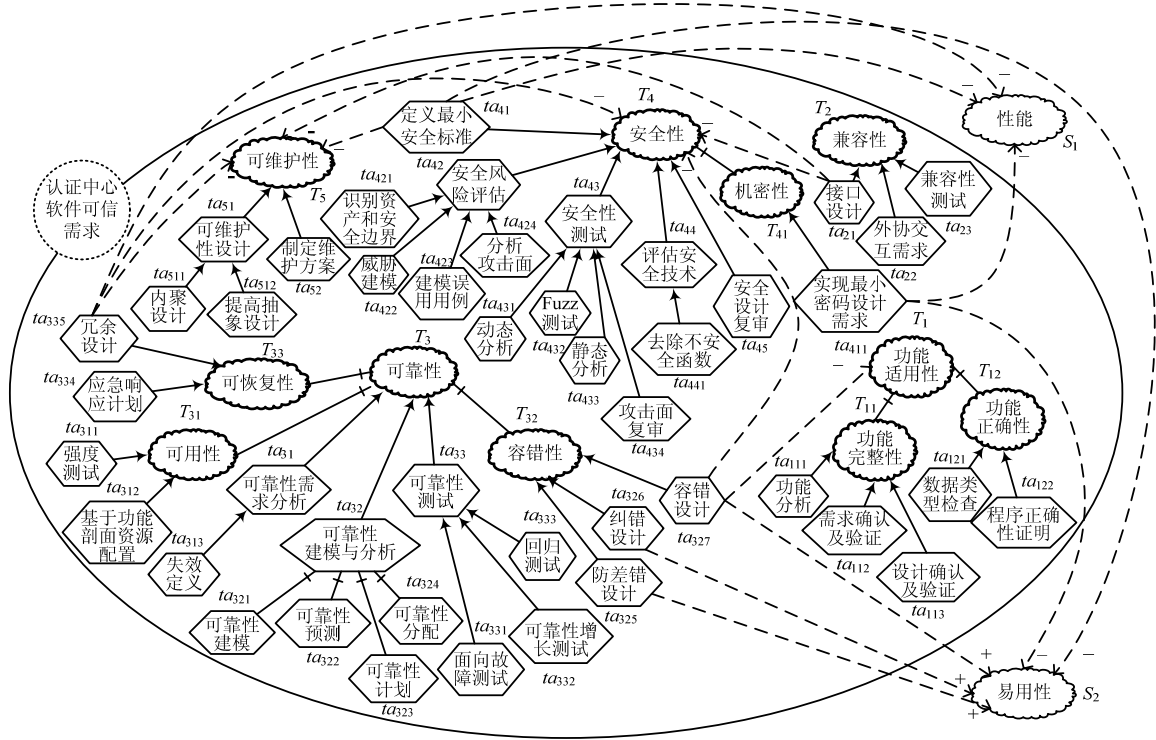 定义最小
安全标准
ta41
T4
安全性
T2
兼容性
性能
S1
认证中心
软件可信
需求
可维护性
T5
ta42
安全风
险评估
ta421
识别资
产和安
全边界
ta424
分析
攻击面
ta43
安全性
测试
机密性
T41
接口
设计
ta21
外协交
互需求
ta22
兼容性
测试
ta23
ta51
可维护
性设计
制定维
护方案
ta52
ta511
内聚
设计
ta512
提高抽
象设计
威胁
建模
ta422
ta423
建模误
用用例
ta431
动态
分析
Fuzz
测试
ta432
静态
分析
ta433
ta44
评估安
全技术
去除不安
全函数
ta441
安全
设计
复审
ta45
实现最小
密码设计
需求
攻击面
复审
ta434
ta335
冗余
设计
T33
可恢复性
ta334
应急响
应计划
T3
可靠性
T1
ta411
功能
适用性
T12
功能
正确性
T11
功能
完整性
T31
可用性
ta311
强度
测试
ta312
基于功能
剖面资源
配置
ta313
失效
定义
ta31
可靠性需
求分析
ta32
可靠性
建模与分析
ta33
可靠性
测试
T32
容错性
ta333
ta326
纠错
设计
容错
设计
ta327
回归
测试
防差错
设计
ta325
ta111
功能
分析
ta121
数据类
型检查
ta122
程序正确
性证明
需求确认
及验证
ta112
设计确认
及验证
ta113
ta321
可靠性
建模
可靠性
预测
ta322
ta324
可靠性
分配
可靠性
计划
ta323
ta331
面向故
障测试
可靠性增
长测试
ta332
易用性
S2